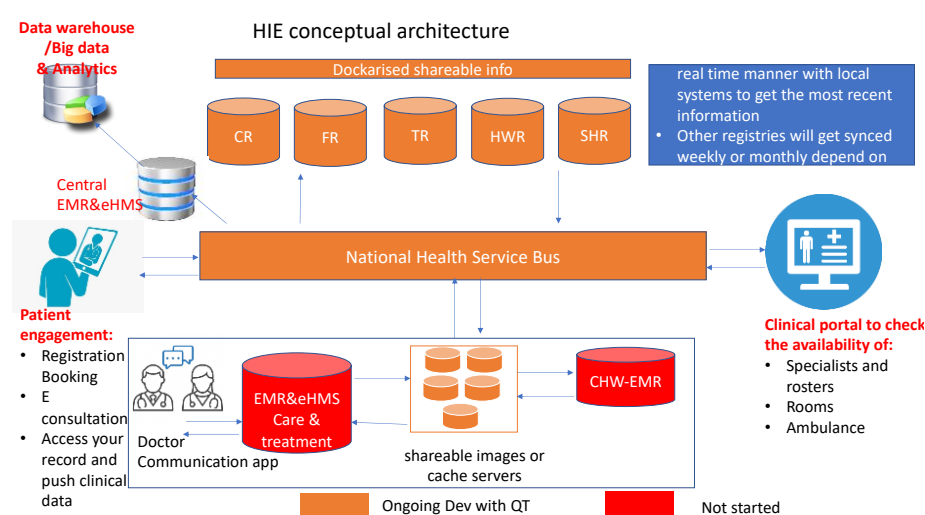 HIE conceptual architecture
Data warehouse
/Big data
& Analytics
Dockarised shareable info
CR
FR
TR
HWR
SHR
real time manner with local
systems to get the most recent
information
• Other registries will get synced
weekly or monthly depend on
Central
EMR&eHMS
National Health Service Bus
Patient
engagement:
• Registration
Booking
• E
consultation
• Access your
record and
push clinical
data
Clinical portal to check
the availability of:
• Specialists and
rosters
• Rooms
• Ambulance
EMR&eHMS
Care &
treatment
CHW-EMR
Doctor
Communication app
shareable images or
cache servers
Ongoing Dev with QT
Not started